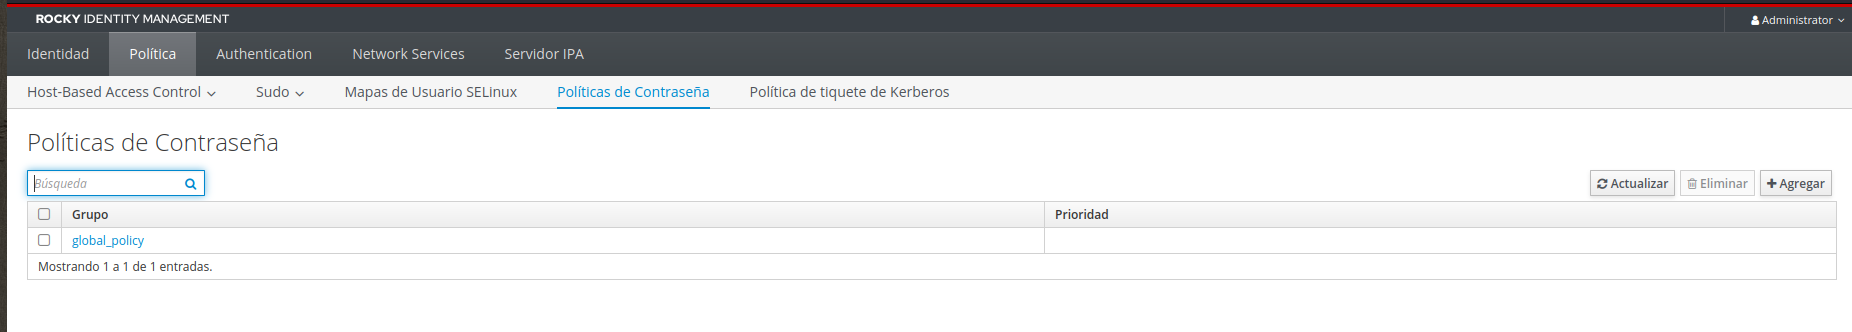 ROCKY IDENTITY MANAGEMENT
Administrator
Identidad Política Authentication Network Services Servidor IPA
Host-Based Access Control Sudo Mapas de Usuario SELinux Políticas de Contraseña Política de tiquete de Kerberos
Políticas de Contraseña
Búsqueda
Actualizar Eliminar Agregar
Grupo Prioridad
global_policy
Mostrando 1 a 1 de 1 entradas.